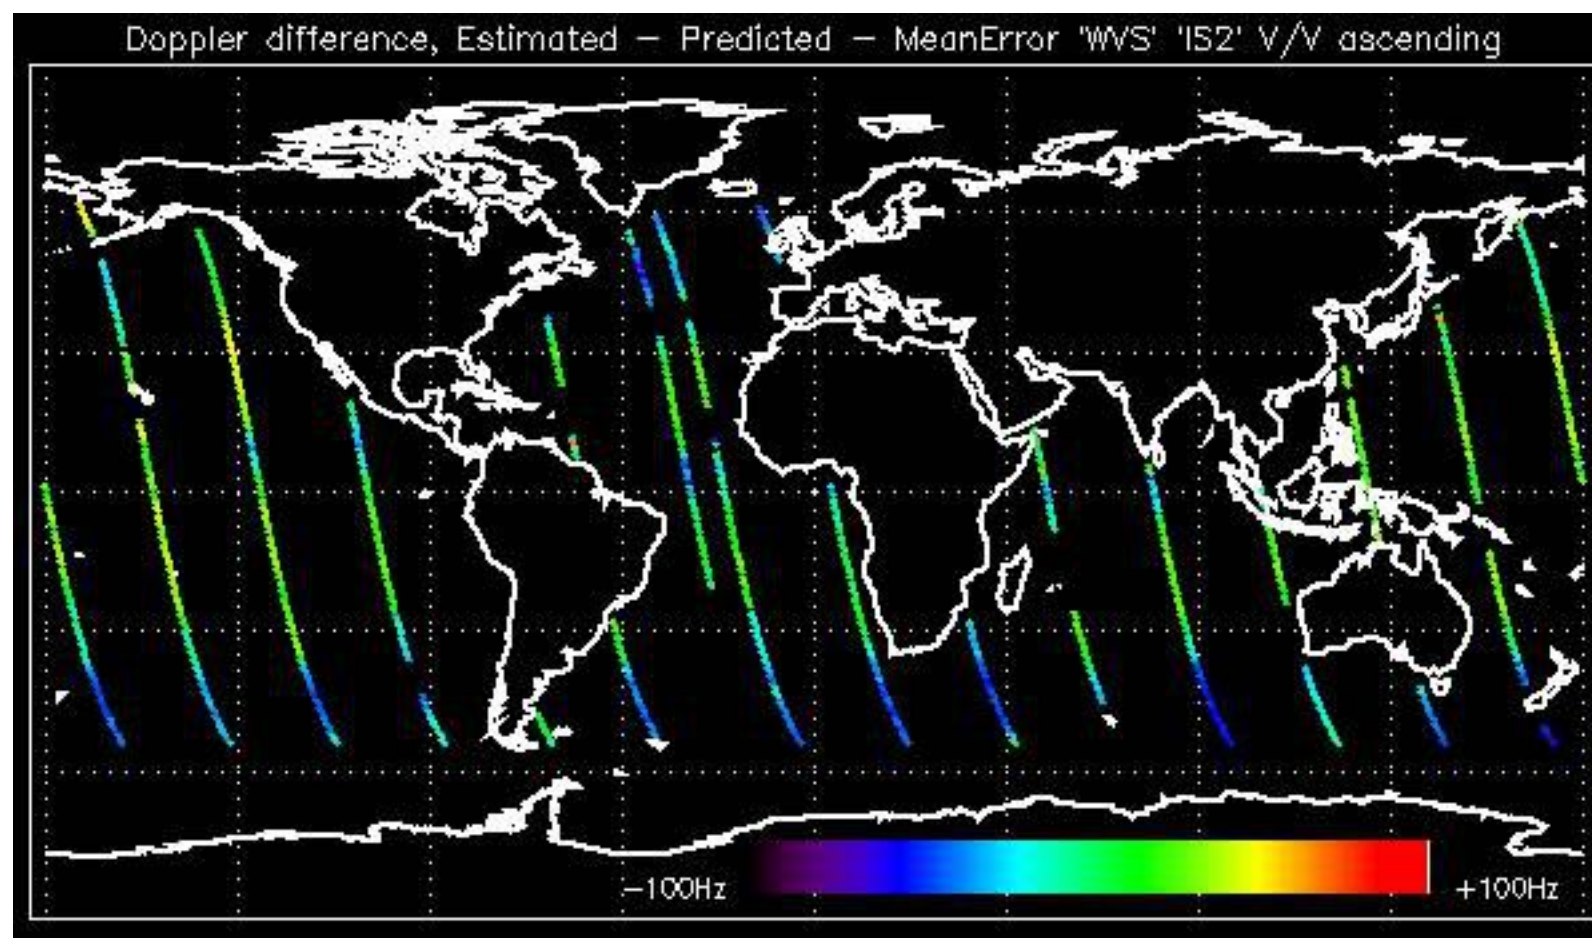 Doppler difference, Estimated – Predicted – MeanError 'WVS' 'IS2' V/V ascending
–100Hz +100Hz